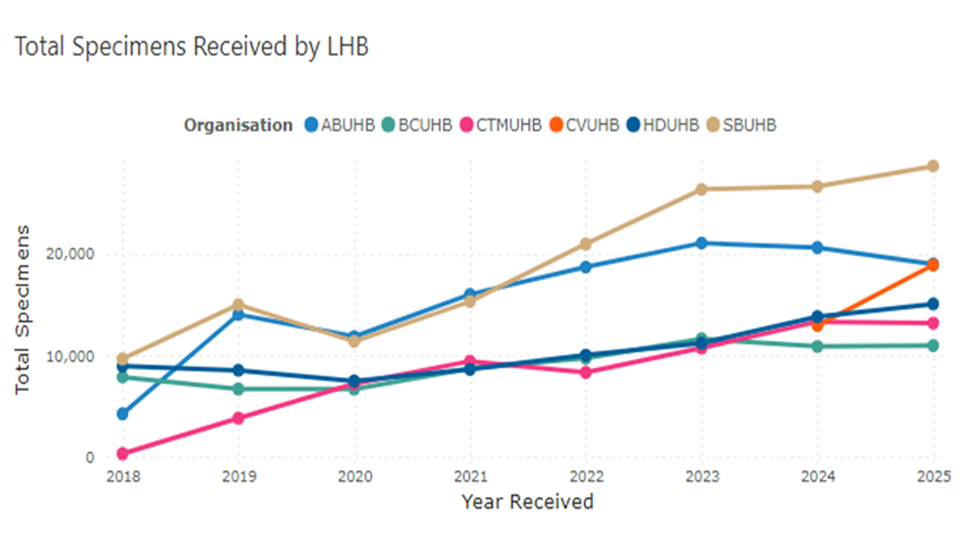 Total Specimens Received by LHB
Organisation ABUHB BCUHB CTMUHB CVUHB HDUHB SBUHB
Total Specimens
20,000
10,000
0
2018 2019 2020 2021 2022 2023 2024 2025
Year Received